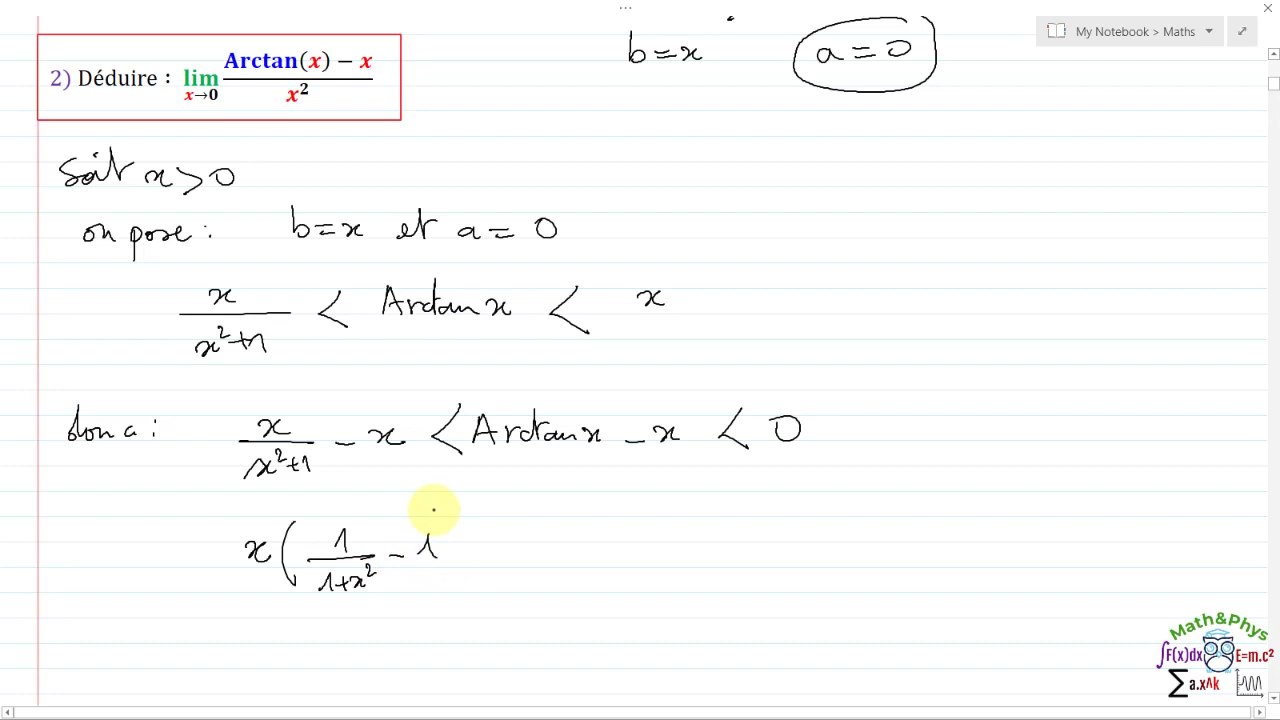 ...
My Notebook > Maths
b=x a=0
2) Déduire : lim x→0 Arctan(x) − x / x²
Soit x>0
on pose : b=x et a=0
x / x²+1 < Arctan x < x
donc : x / x²+1 − x < Arctan x − x < 0
x ( 1 / 1+x² − 1
Math&Phys
∫F(x)dx E=m.c²
∑ a.x^k